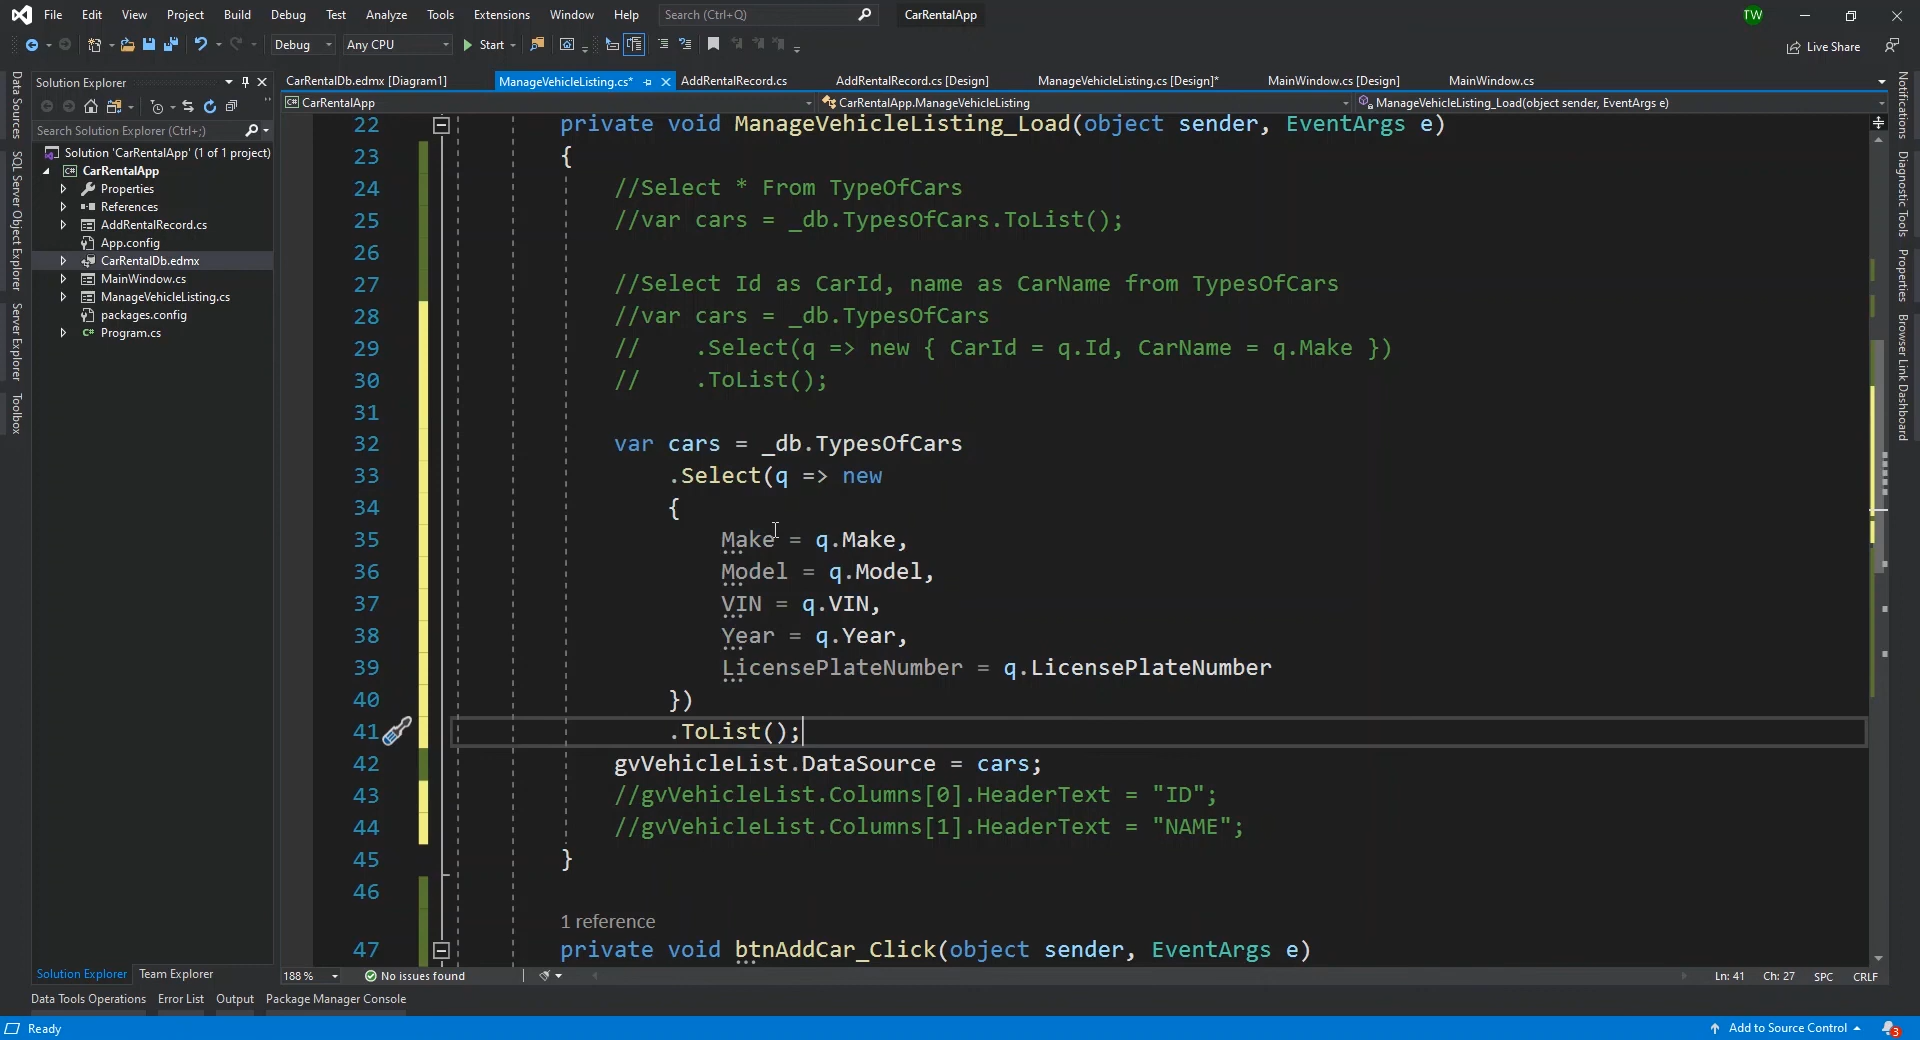 File Edit View Project Build Debug Test Analyze Tools Extensions Window Help Search (Ctrl+Q) CarRentalApp TW
Debug Any CPU Start Live Share
Data Sources
SQL Server Object Explorer
Server Explorer
Toolbox
Solution Explorer
Search Solution Explorer (Ctrl+;)
Solution 'CarRentalApp' (1 of 1 project)
CarRentalApp
Properties
References
AddRentalRecord.cs
App.config
CarRentalDb.edmx
MainWindow.cs
ManageVehicleListing.cs
packages.config
Program.cs
Solution Explorer Team Explorer
CarRentalDb.edmx [Diagram1] ManageVehicleListing.cs* AddRentalRecord.cs AddRentalRecord.cs [Design] ManageVehicleListing.cs [Design]* MainWindow.cs [Design] MainWindow.cs
CarRentalApp CarRentalApp.ManageVehicleListing ManageVehicleListing_Load(object sender, EventArgs e)
22 private void ManageVehicleListing_Load(object sender, EventArgs e)
23 {
24 //Select * From TypeOfCars
25 //var cars = _db.TypesOfCars.ToList();
26
27 //Select Id as CarId, name as CarName from TypesOfCars
28 //var cars = _db.TypesOfCars
29 // .Select(q => new { CarId = q.Id, CarName = q.Make })
30 // .ToList();
31
32 var cars = _db.TypesOfCars
33 .Select(q => new
34 {
35 Make = q.Make,
36 Model = q.Model,
37 VIN = q.VIN,
38 Year = q.Year,
39 LicensePlateNumber = q.LicensePlateNumber
40 })
41 .ToList();
42 gvVehicleList.DataSource = cars;
43 //gvVehicleList.Columns[0].HeaderText = "ID";
44 //gvVehicleList.Columns[1].HeaderText = "NAME";
45 }
46
1 reference
47 private void btnAddCar_Click(object sender, EventArgs e)
188 % No issues found Ln: 41 Ch: 27 SPC CRLF
Notifications
Diagnostic Tools
Properties
Browser Link Dashboard
Data Tools Operations Error List Output Package Manager Console
Ready Add to Source Control 3